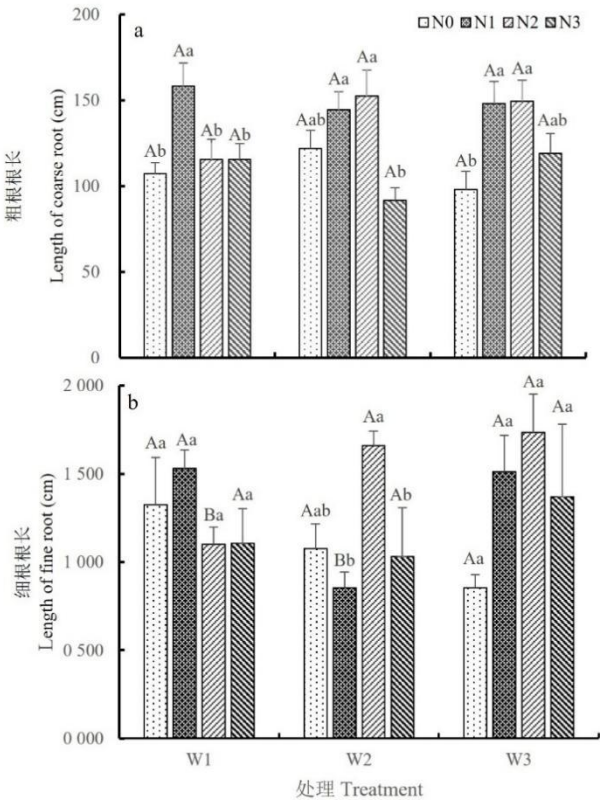 a
N0 N1 N2 N3
200
150
100
50
0
粗根根长
Length of coarse root (cm)
Ab Aa Ab Ab
Aab Aa Aa Ab
Ab Aa Aa Aab
b
2 000
1 500
1 000
0 500
0 000
细根根长
Length of fine root (cm)
Aa Aa Ba Aa
Aab Bb Aa Ab
Aa Aa Aa Aa
W1 W2 W3
处理 Treatment